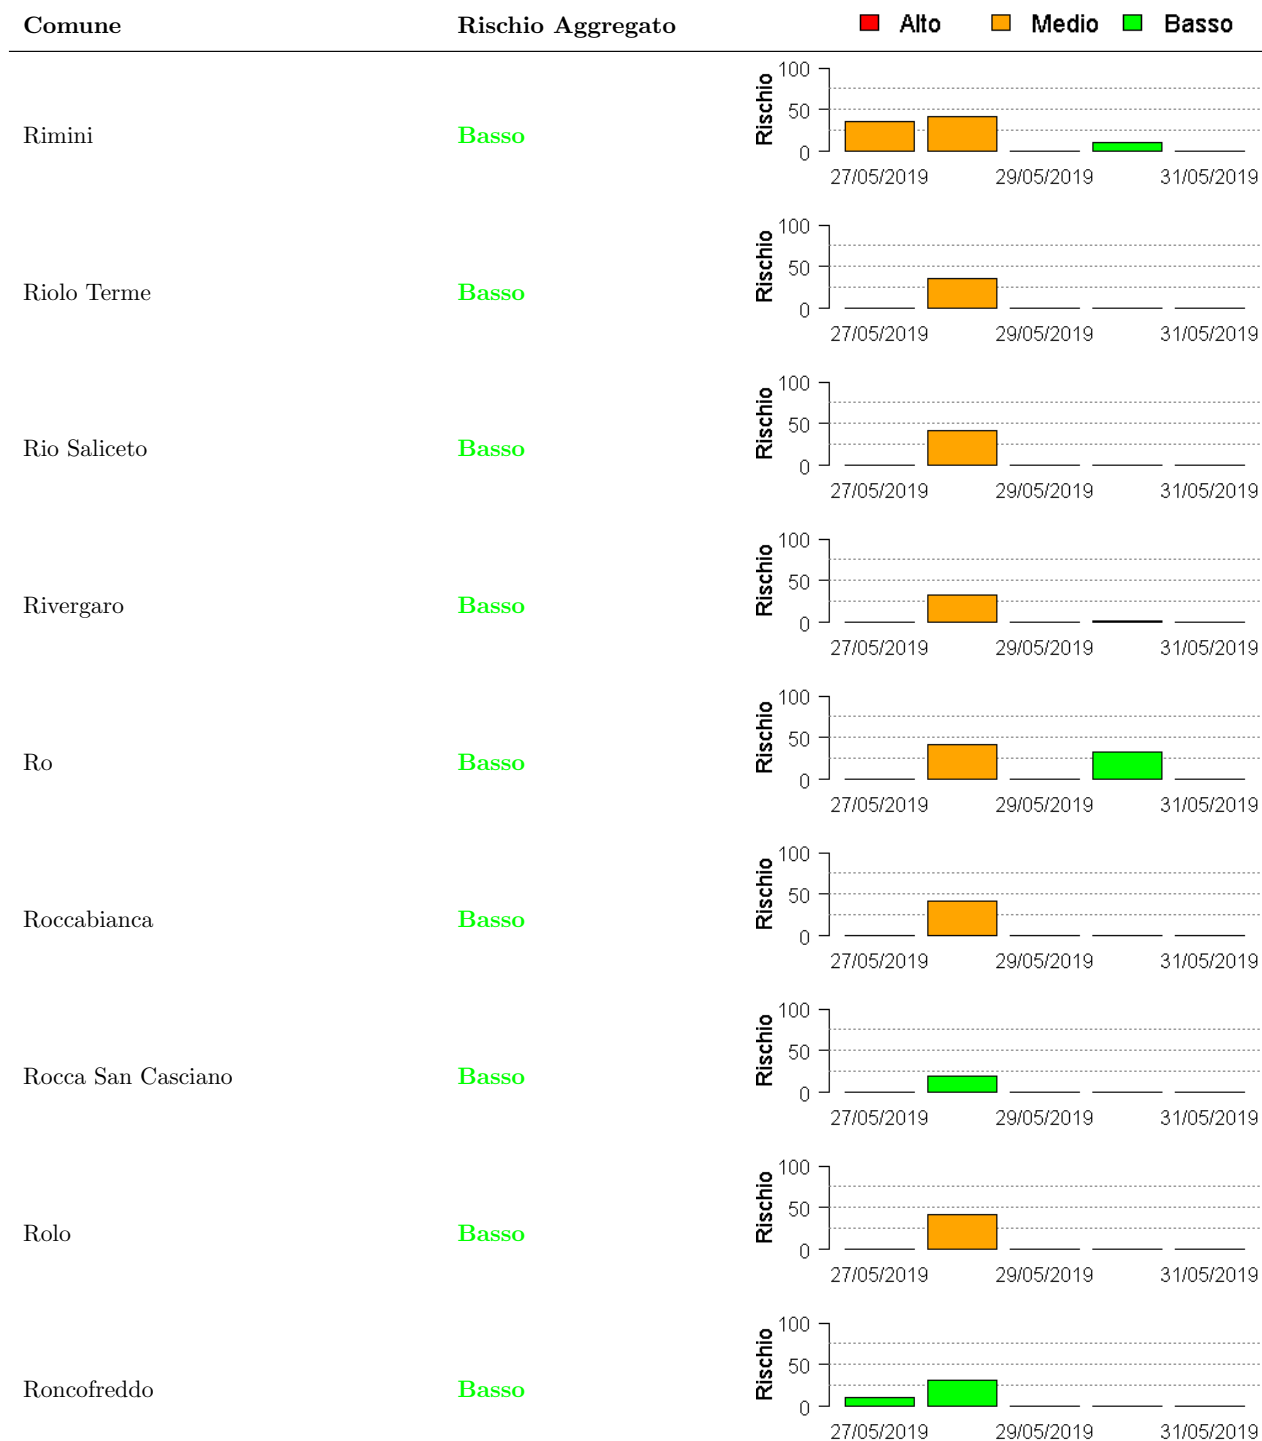 Comune Rischio Aggregato Alto Medio Basso
Rimini Basso Rischio 100 50 0
27/05/2019 29/05/2019 31/05/2019
Riolo Terme Basso Rischio 100 50 0
27/05/2019 29/05/2019 31/05/2019
Rio Saliceto Basso Rischio 100 50 0
27/05/2019 29/05/2019 31/05/2019
Rivergaro Basso Rischio 100 50 0
27/05/2019 29/05/2019 31/05/2019
Ro Basso Rischio 100 50 0
27/05/2019 29/05/2019 31/05/2019
Roccabianca Basso Rischio 100 50 0
27/05/2019 29/05/2019 31/05/2019
Rocca San Casciano Basso Rischio 100 50 0
27/05/2019 29/05/2019 31/05/2019
Rolo Basso Rischio 100 50 0
27/05/2019 29/05/2019 31/05/2019
Roncofreddo Basso Rischio 100 50 0
27/05/2019 29/05/2019 31/05/2019